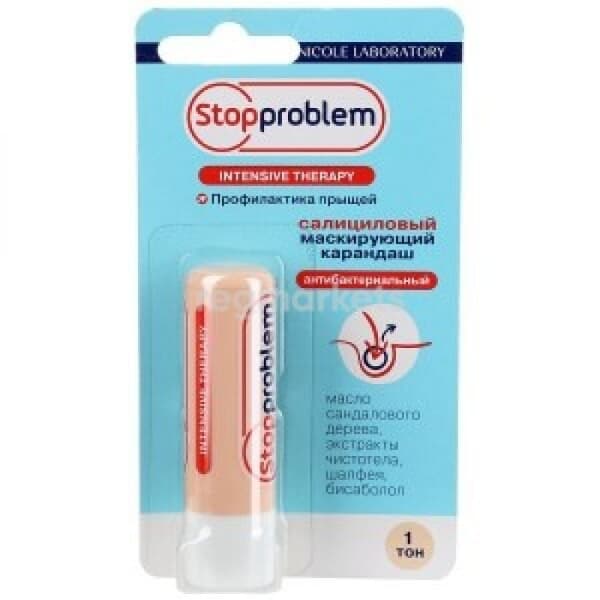 NICOLE LABORATORY
Stopproblem
INTENSIVE THERAPY
Профилактика прыщей
салициловый
маскирующий
карандаш
антибактериальный
regmarkets
масло
сандалового
дерева,
экстракты
чистотела,
шалфея,
бисаболол
1
тон
INTENSIVE THERAPY
Stopproblem